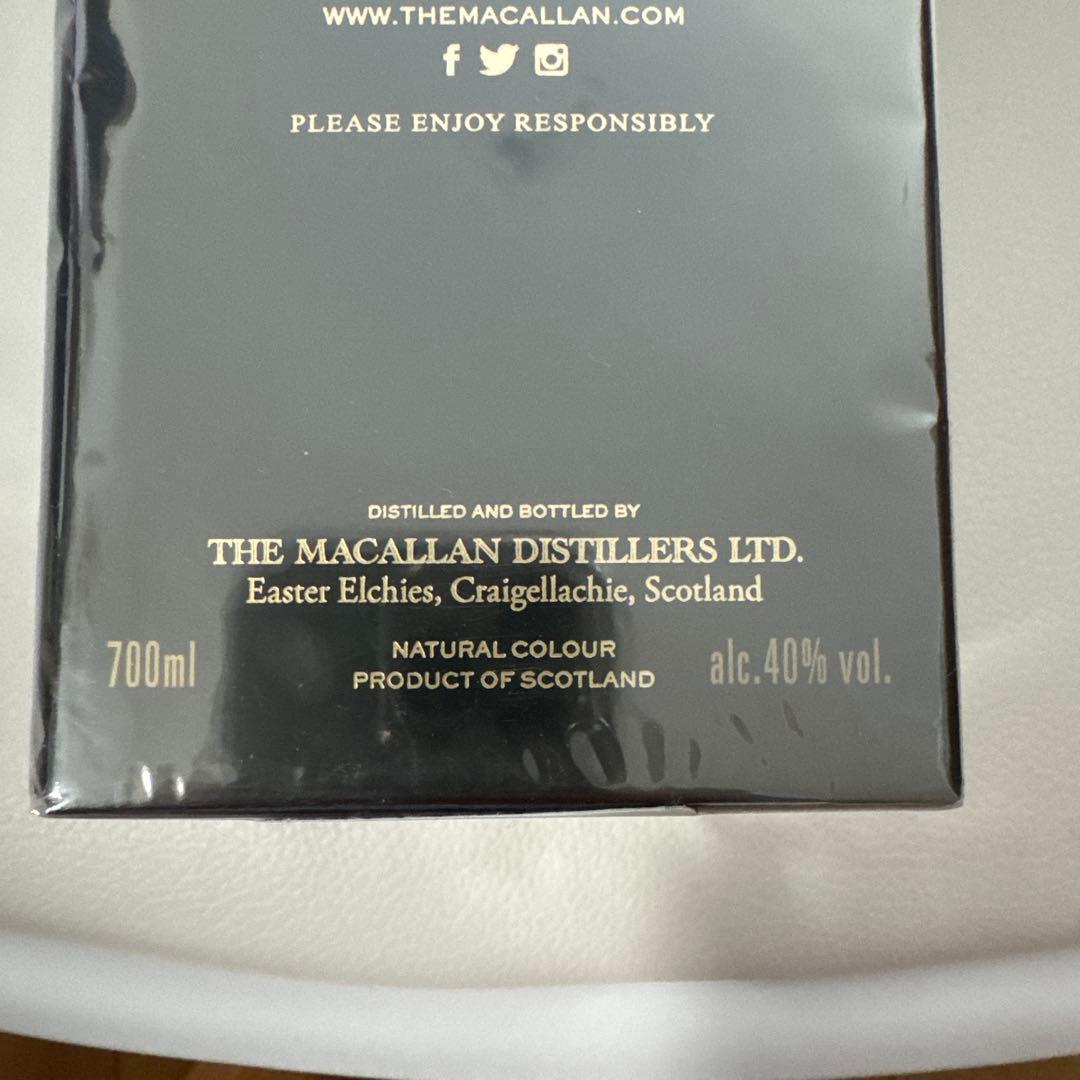 WWW.THEMACALLAN.COM
PLEASE ENJOY RESPONSIBLY
DISTILLED AND BOTTLED BY
THE MACALLAN DISTILLERS LTD.
Easter Elchies, Craigellachie, Scotland
700ml
NATURAL COLOUR
PRODUCT OF SCOTLAND
alc.40% vol.